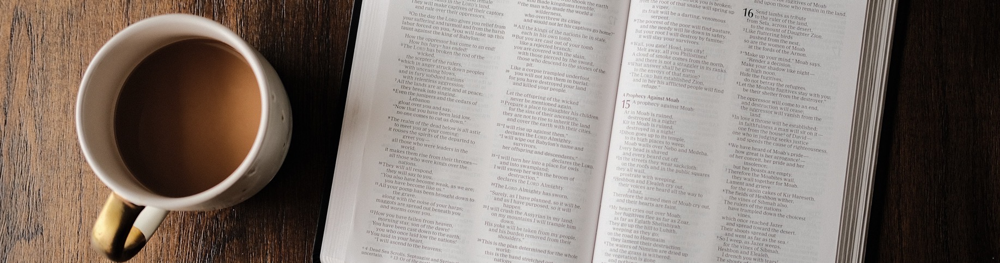 They will make captives of their captors
and rule over their oppressors.
³On the day the LORD gives you relief from
your suffering and turmoil and from the harsh
labor forced on you, ⁴you will take up this
taunt against the king of Babylon:
How the oppressor has come to an end!
How his fury has ended!
⁵The LORD has broken the rod of the
wicked,
the scepter of the rulers,
⁶which in anger struck down peoples
with unceasing blows,
and in fury subdued nations
with relentless aggression.
⁷All the lands are at rest and at peace;
they break into singing.
⁸Even the junipers and the cedars of
Lebanon
gloat over you and say,
"Now that you have been laid low,
no one comes to cut us down."
⁹The realm of the dead below is all astir
to meet you at your coming;
it rouses the spirits of the departed to
greet you—
all those who were leaders in the
world;
it makes them rise from their thrones—
all those who were kings over the
nations.
¹⁰They will all respond,
they will say to you,
"You also have become weak, as we are;
you have become like us."
¹¹All your pomp has been brought down to
the grave,
along with the noise of your harps;
maggots are spread out beneath you
and worms cover you.
¹²How you have fallen from heaven,
morning star, son of the dawn!
You have been cast down to the earth,
you who once laid low the nations!
¹³You said in your heart,
"I will ascend to the heavens;
ᵃ 4 Dead Sea Scrolls, Septuagint and Syriac
uncertain.
and made kingdoms tremble,
¹⁷the man who made the world a
wilderness,
who overthrew its cities
and would not let his captives go home?"
¹⁸All the kings of the nations lie in state,
each in his own tomb.
¹⁹But you are cast out of your tomb
like a rejected branch;
you are covered with the slain,
with those pierced by the sword,
those who descend to the stones of the
pit.
Like a corpse trampled underfoot,
²⁰you will not join them in burial,
for you have destroyed your land
and killed your people.
Let the offspring of the wicked
never be mentioned again.
²¹Prepare a place to slaughter his children
for the sins of their ancestors;
they are not to rise to inherit the land
and cover the earth with their cities.
²²"I will rise up against them,"
declares the LORD Almighty.
"I will wipe out Babylon's name and
survivors,
her offspring and descendants,"
declares the LORD.
²³"I will turn her into a place for owls
and into swampland;
I will sweep her with the broom of
destruction,"
declares the LORD Almighty.
²⁴The LORD Almighty has sworn,
"Surely, as I have planned, so it will be,
and as I have purposed, so it will
happen.
²⁵I will crush the Assyrian in my land;
on my mountains I will trample him
down.
His yoke will be taken from my people,
and his burden removed from their
shoulders."
²⁶This is the plan determined for the whole
world;
this is the hand stretched out
nations.
from the root of that snake will spring up
a viper,
its fruit will be a darting, venomous
serpent.
³⁰The poorest of the poor will find pasture,
and the needy will lie down in safety.
But your root I will destroy by famine;
it will slay your survivors.
³¹Wail, you gate! Howl, you city!
Melt away, all you Philistines!
A cloud of smoke comes from the north,
and there is not a straggler in its ranks.
³²What answer shall be given
to the envoys of that nation?
"The LORD has established Zion,
and in her his afflicted people will find
refuge."
A Prophecy Against Moab
15 A prophecy against Moab:
Ar in Moab is ruined,
destroyed in a night!
Kir in Moab is ruined,
destroyed in a night!
²Dibon goes up to its temple,
to its high places to weep;
Moab wails over Nebo and Medeba.
Every head is shaved
and every beard cut off.
³In the streets they wear sackcloth;
on the roofs and in the public squares
they all wail,
prostrate with weeping.
⁴Heshbon and Elealeh cry out,
their voices are heard all the way to
Jahaz.
Therefore the armed men of Moab cry out,
and their hearts are faint.
⁵My heart cries out over Moab;
her fugitives flee as far as Zoar,
as far as Eglath Shelishiyah.
They go up the hill to Luhith,
weeping as they go;
on the road to Horonaim
they lament their destruction.
⁶The waters of Nimrim are dried up
and the grass is withered;
the vegetation is gone
and upon those who remain in the land.
16 Send lambs as tribute
to the ruler of the land,
from Sela, across the desert,
to the mount of Daughter Zion.
²Like fluttering birds
pushed from the nest,
so are the women of Moab
at the fords of the Arnon.
³"Make up your mind," Moab says.
"Render a decision.
Make your shadow like night—
at high noon.
Hide the fugitives,
do not betray the refugees.
⁴Let the Moabite fugitives stay with you;
be their shelter from the destroyer."
The oppressor will come to an end,
and destruction will cease;
the aggressor will vanish from the
land.
⁵In love a throne will be established;
in faithfulness a man will sit on it—
one from the house of David—
one who in judging seeks justice
and speeds the cause of righteousness.
⁶We have heard of Moab's pride—
how great is her arrogance!—
of her conceit, her pride and her
insolence;
but her boasts are empty.
⁷Therefore the Moabites wail,
they wail together for Moab.
Lament and grieve
for the raisin cakes of Kir Hareseth.
⁸The fields of Heshbon wither,
the vines of Sibmah also.
The rulers of the nations
have trampled down the choicest
vines,
which once reached Jazer
and spread toward the desert.
Their shoots spread out
and went as far as the sea.
⁹So I weep, as Jazer weeps,
for the vines of Sibmah.
Heshbon and Elealeh,
I drench you with tears!